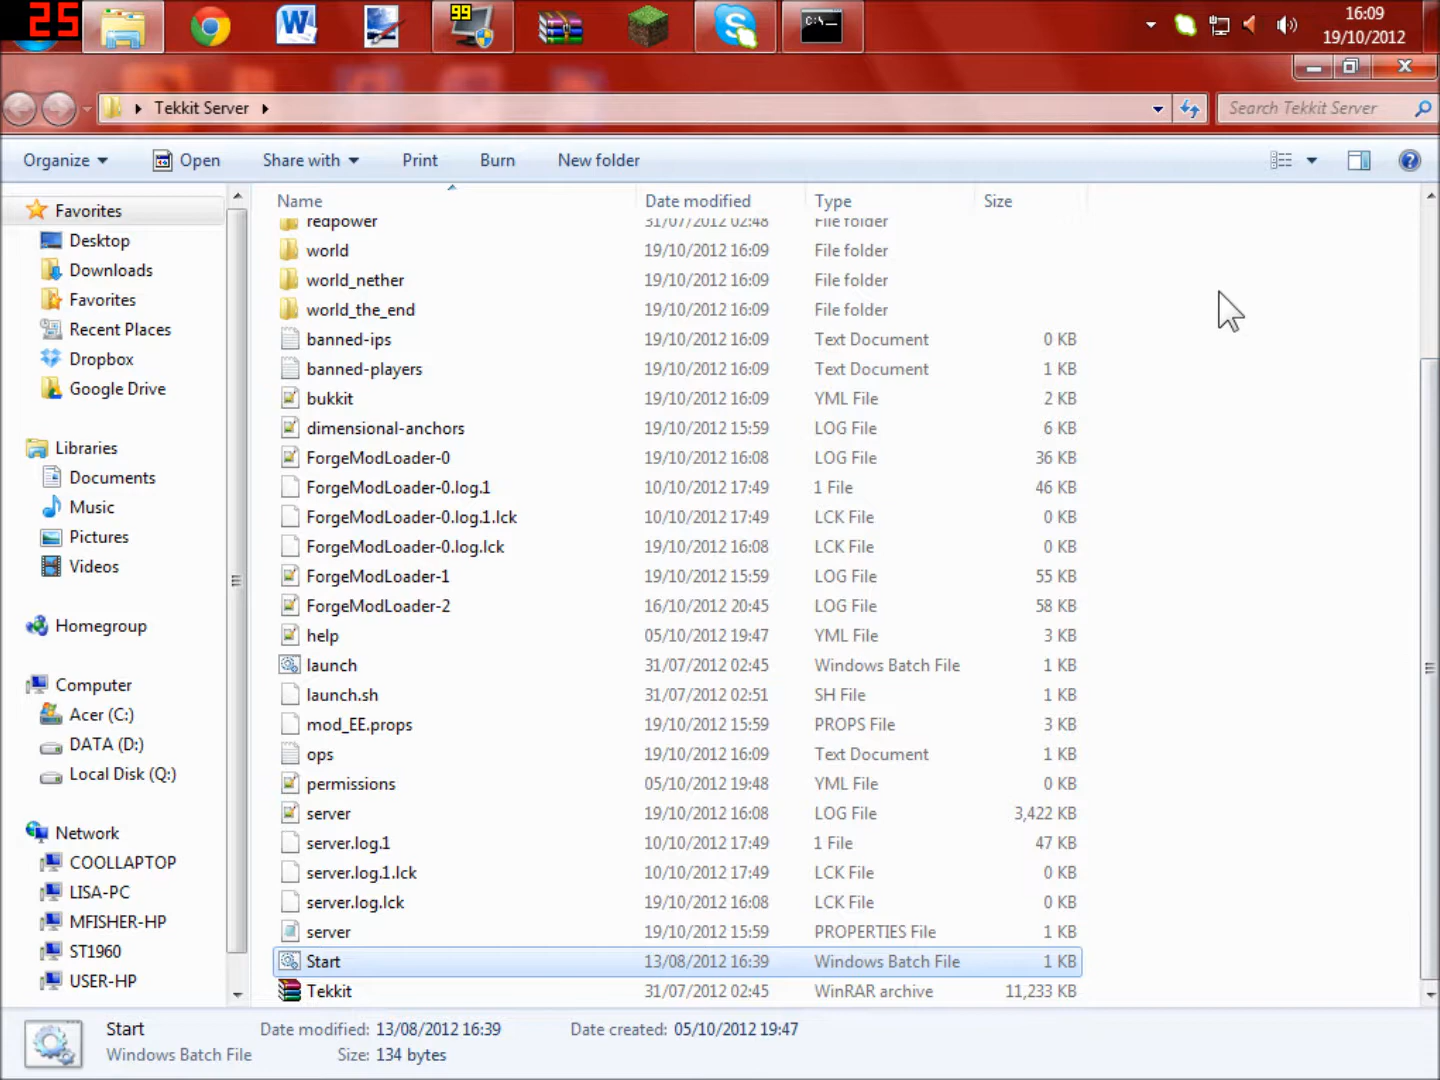 25
99
C:\-
16:09
19/10/2012
Tekkit Server
Search Tekkit Server
Organize
Open
Share with
Print
Burn
New folder
Name
Date modified
Type
Size
Favorites
Desktop
Downloads
Favorites
Recent Places
Dropbox
Google Drive
Libraries
Documents
Music
Pictures
Videos
Homegroup
Computer
Acer (C:)
DATA (D:)
Local Disk (Q:)
Network
COOLLAPTOP
LISA-PC
MFISHER-HP
ST1960
USER-HP
redpower 31/07/2012 02:48 File folder
world 19/10/2012 16:09 File folder
world_nether 19/10/2012 16:09 File folder
world_the_end 19/10/2012 16:09 File folder
banned-ips 19/10/2012 16:09 Text Document 0 KB
banned-players 19/10/2012 16:09 Text Document 1 KB
bukkit 19/10/2012 16:09 YML File 2 KB
dimensional-anchors 19/10/2012 15:59 LOG File 6 KB
ForgeModLoader-0 19/10/2012 16:08 LOG File 36 KB
ForgeModLoader-0.log.1 10/10/2012 17:49 1 File 46 KB
ForgeModLoader-0.log.1.lck 10/10/2012 17:49 LCK File 0 KB
ForgeModLoader-0.log.lck 19/10/2012 16:08 LCK File 0 KB
ForgeModLoader-1 19/10/2012 15:59 LOG File 55 KB
ForgeModLoader-2 16/10/2012 20:45 LOG File 58 KB
help 05/10/2012 19:47 YML File 3 KB
launch 31/07/2012 02:45 Windows Batch File 1 KB
launch.sh 31/07/2012 02:51 SH File 1 KB
mod_EE.props 19/10/2012 15:59 PROPS File 3 KB
ops 19/10/2012 16:09 Text Document 1 KB
permissions 05/10/2012 19:48 YML File 0 KB
server 19/10/2012 16:08 LOG File 3,422 KB
server.log.1 10/10/2012 17:49 1 File 47 KB
server.log.1.lck 10/10/2012 17:49 LCK File 0 KB
server.log.lck 19/10/2012 16:08 LCK File 0 KB
server 19/10/2012 15:59 PROPERTIES File 1 KB
Start 13/08/2012 16:39 Windows Batch File 1 KB
Tekkit 31/07/2012 02:45 WinRAR archive 11,233 KB
Start Date modified: 13/08/2012 16:39 Date created: 05/10/2012 19:47
Windows Batch File Size: 134 bytes